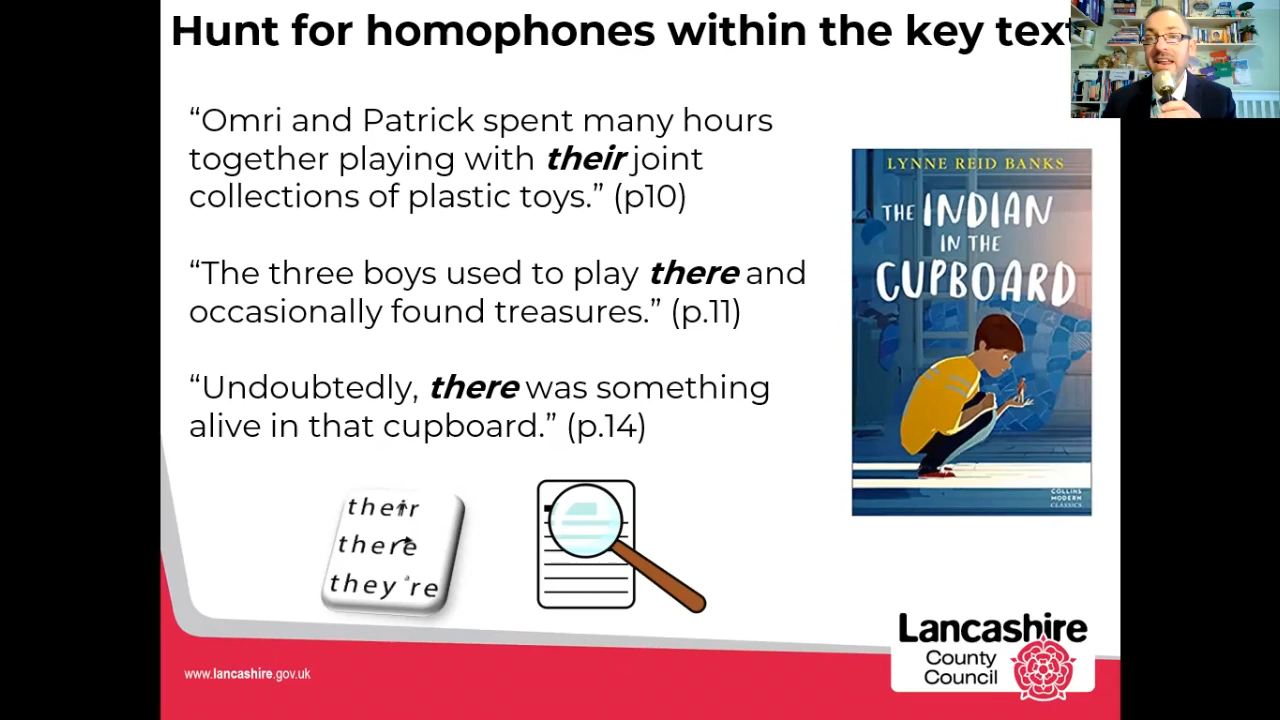 Hunt for homophones within the key text
“Omri and Patrick spent many hours
together playing with their joint
collections of plastic toys.” (p10)
“The three boys used to play there and
occasionally found treasures.” (p.11)
“Undoubtedly, there was something
alive in that cupboard.” (p.14)
LYNNE REID BANKS
THE INDIAN
IN THE
CUPBOARD
COLLINS
MODERN
CLASSICS
their
there
they're
www.lancashire.gov.uk
Lancashire
County
Council